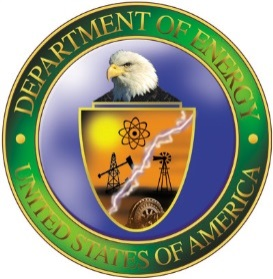 DEPARTMENT OF ENERGY
UNITED STATES OF AMERICA